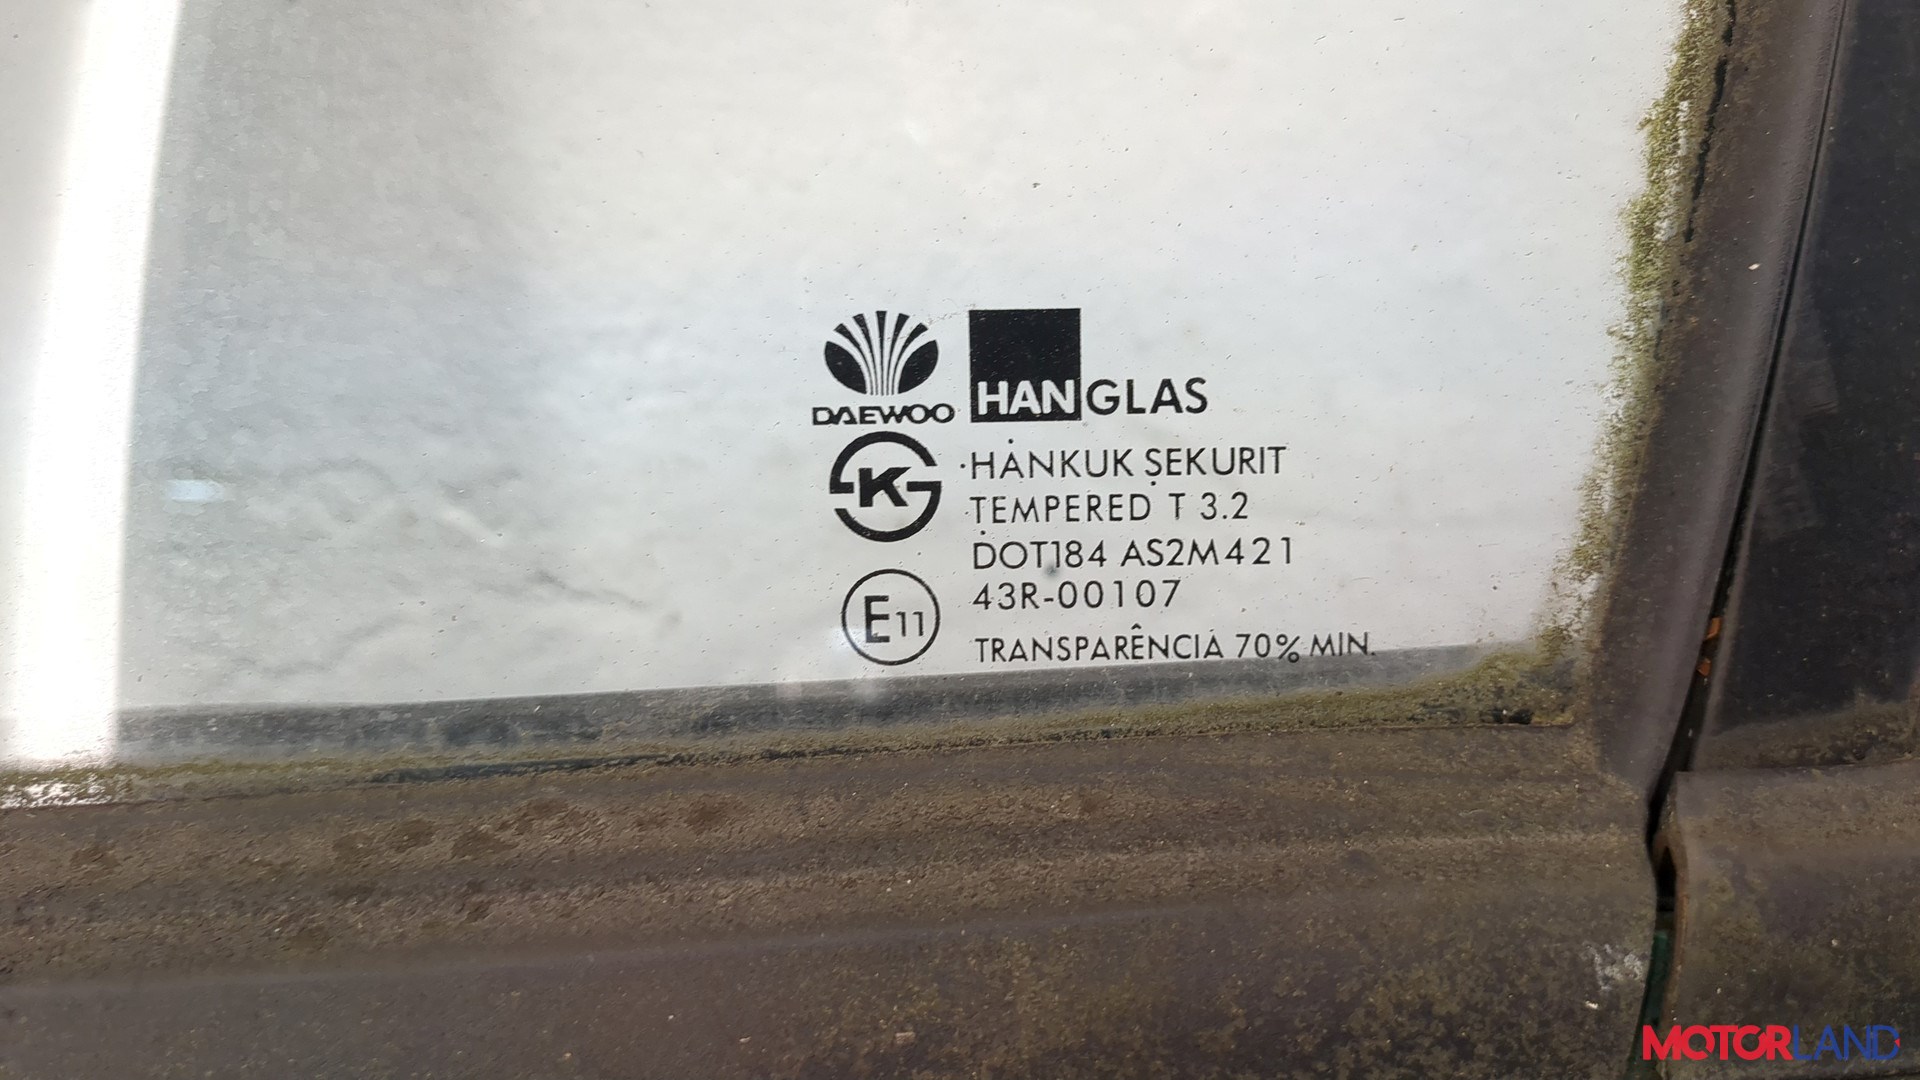 DAEWOO
HANGLAS
HANKUK SEKURIT
TEMPERED T 3.2
DOT184 AS2M421
43R-00107
E11
TRANSPARÊNCIA 70% MIN.
K
MOTORLAND